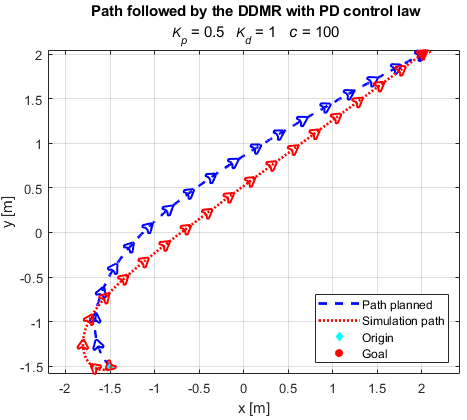 Path followed by the DDMR with PD control law
K_p = 0.5 K_d = 1 c = 100
2
1.5
1
0.5
0
-0.5
-1
-1.5
y [m]
-2 -1.5 -1 -0.5 0 0.5 1 1.5 2
x [m]
Path planned
Simulation path
Origin
Goal